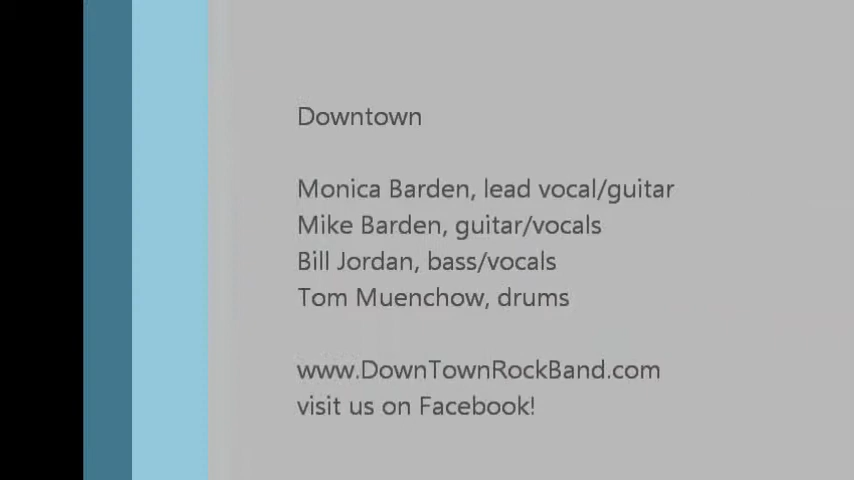 Downtown
Monica Barden, lead vocal/guitar
Mike Barden, guitar/vocals
Bill Jordan, bass/vocals
Tom Muenchow, drums
www.DownTownRockBand.com
visit us on Facebook!